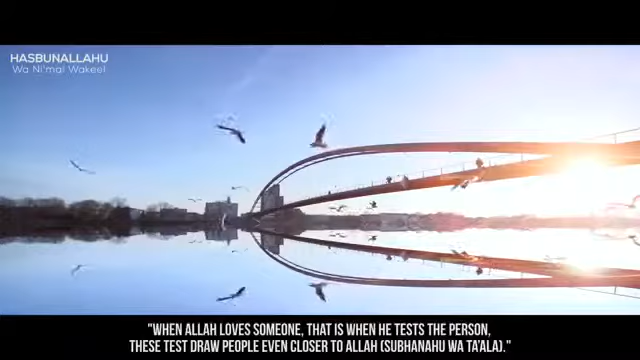 HASBUNALLAHU
Wa Ni'mal Wakeel
"WHEN ALLAH LOVES SOMEONE, THAT IS WHEN HE TESTS THE PERSON,
THESE TEST DRAW PEOPLE EVEN CLOSER TO ALLAH (SUBHANAHU WA TA'ALA)."